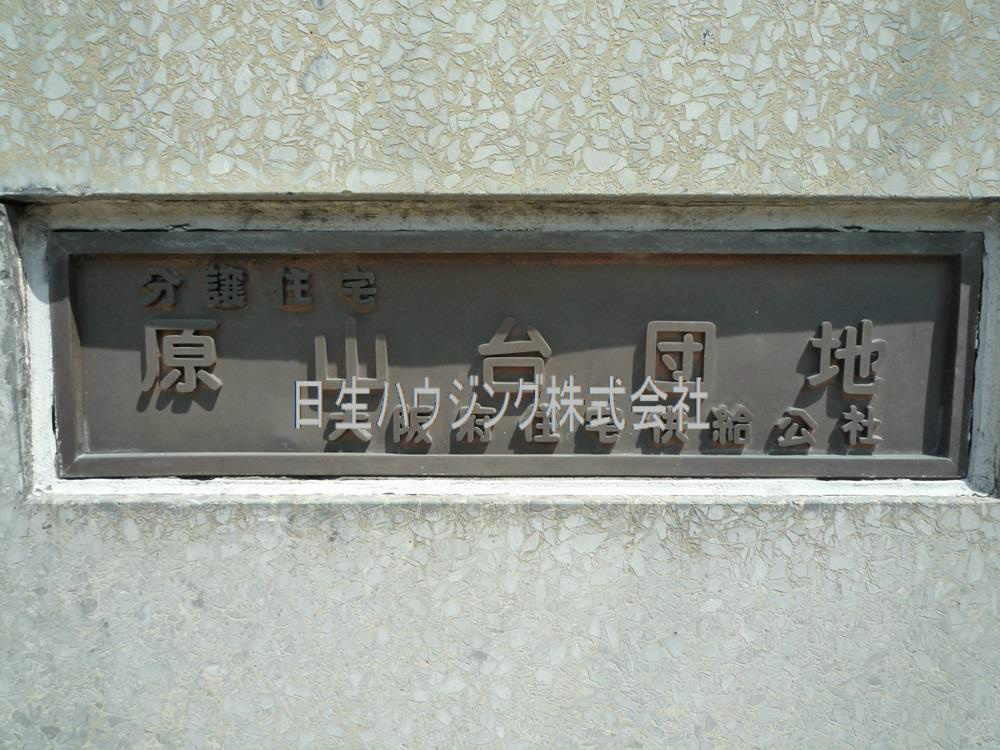 分譲住宅
原山台団地
日生ハウジング株式会社
大阪府住宅供給公社